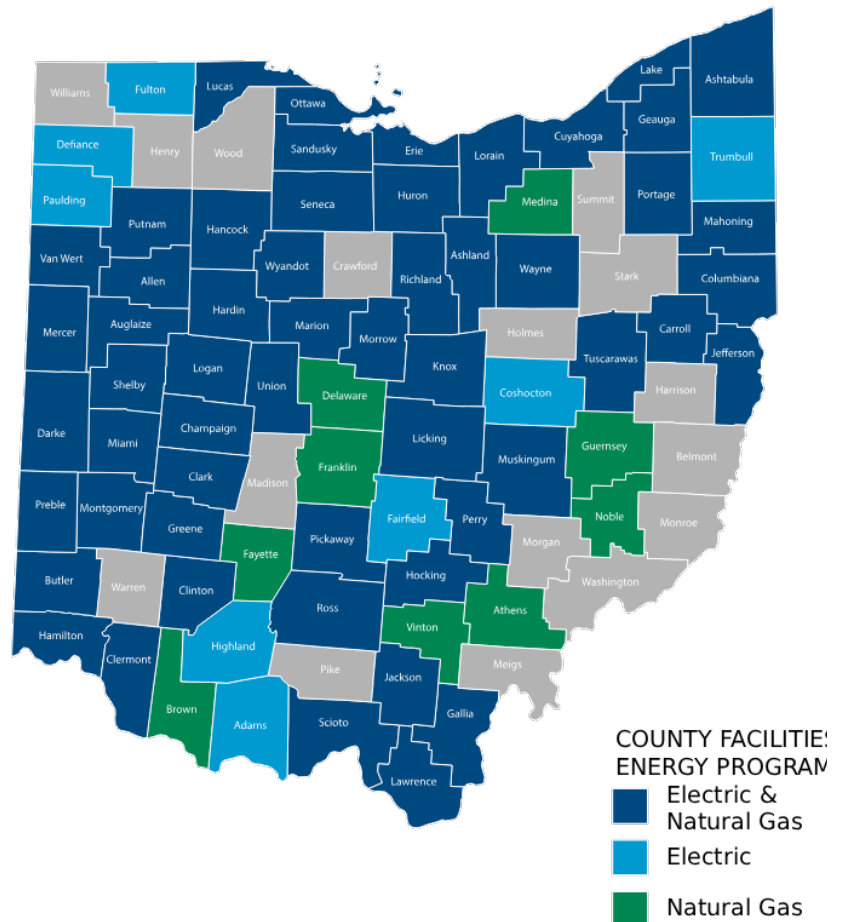 Lake
Ashtabula
Williams
Fulton
Lucas
Ottawa
Geauga
Cuyahoga
Defiance
Henry
Wood
Sandusky
Erie
Lorain
Trumbull
Paulding
Seneca
Huron
Medina
Summit
Portage
Putnam
Hancock
Mahoning
Van Wert
Allen
Wyandot
Crawford
Richland
Ashland
Wayne
Stark
Columbiana
Mercer
Auglaize
Hardin
Marion
Morrow
Holmes
Tuscarawas
Carroll
Jefferson
Shelby
Logan
Union
Delaware
Knox
Coshocton
Harrison
Darke
Miami
Champaign
Licking
Guernsey
Belmont
Franklin
Muskingum
Clark
Madison
Preble
Montgomery
Greene
Pickaway
Fairfield
Perry
Noble
Monroe
Morgan
Fayette
Butler
Warren
Clinton
Hocking
Washington
Ross
Athens
Hamilton
Highland
Vinton
Clermont
Pike
Jackson
Meigs
Brown
Adams
Scioto
Gallia
Lawrence
COUNTY FACILITIES
ENERGY PROGRAM
Electric &
Natural Gas
Electric
Natural Gas